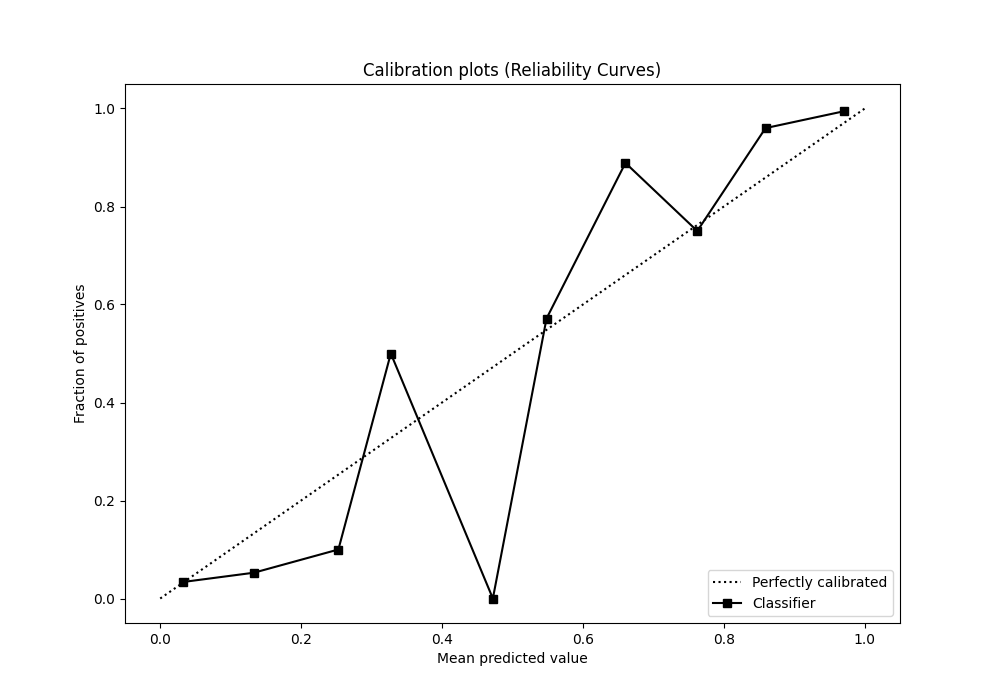 Calibration plots (Reliability Curves)
1.0
0.8
0.6
0.4
0.2
0.0
Fraction of positives
0.0 0.2 0.4 0.6 0.8 1.0
Mean predicted value
Perfectly calibrated
Classifier